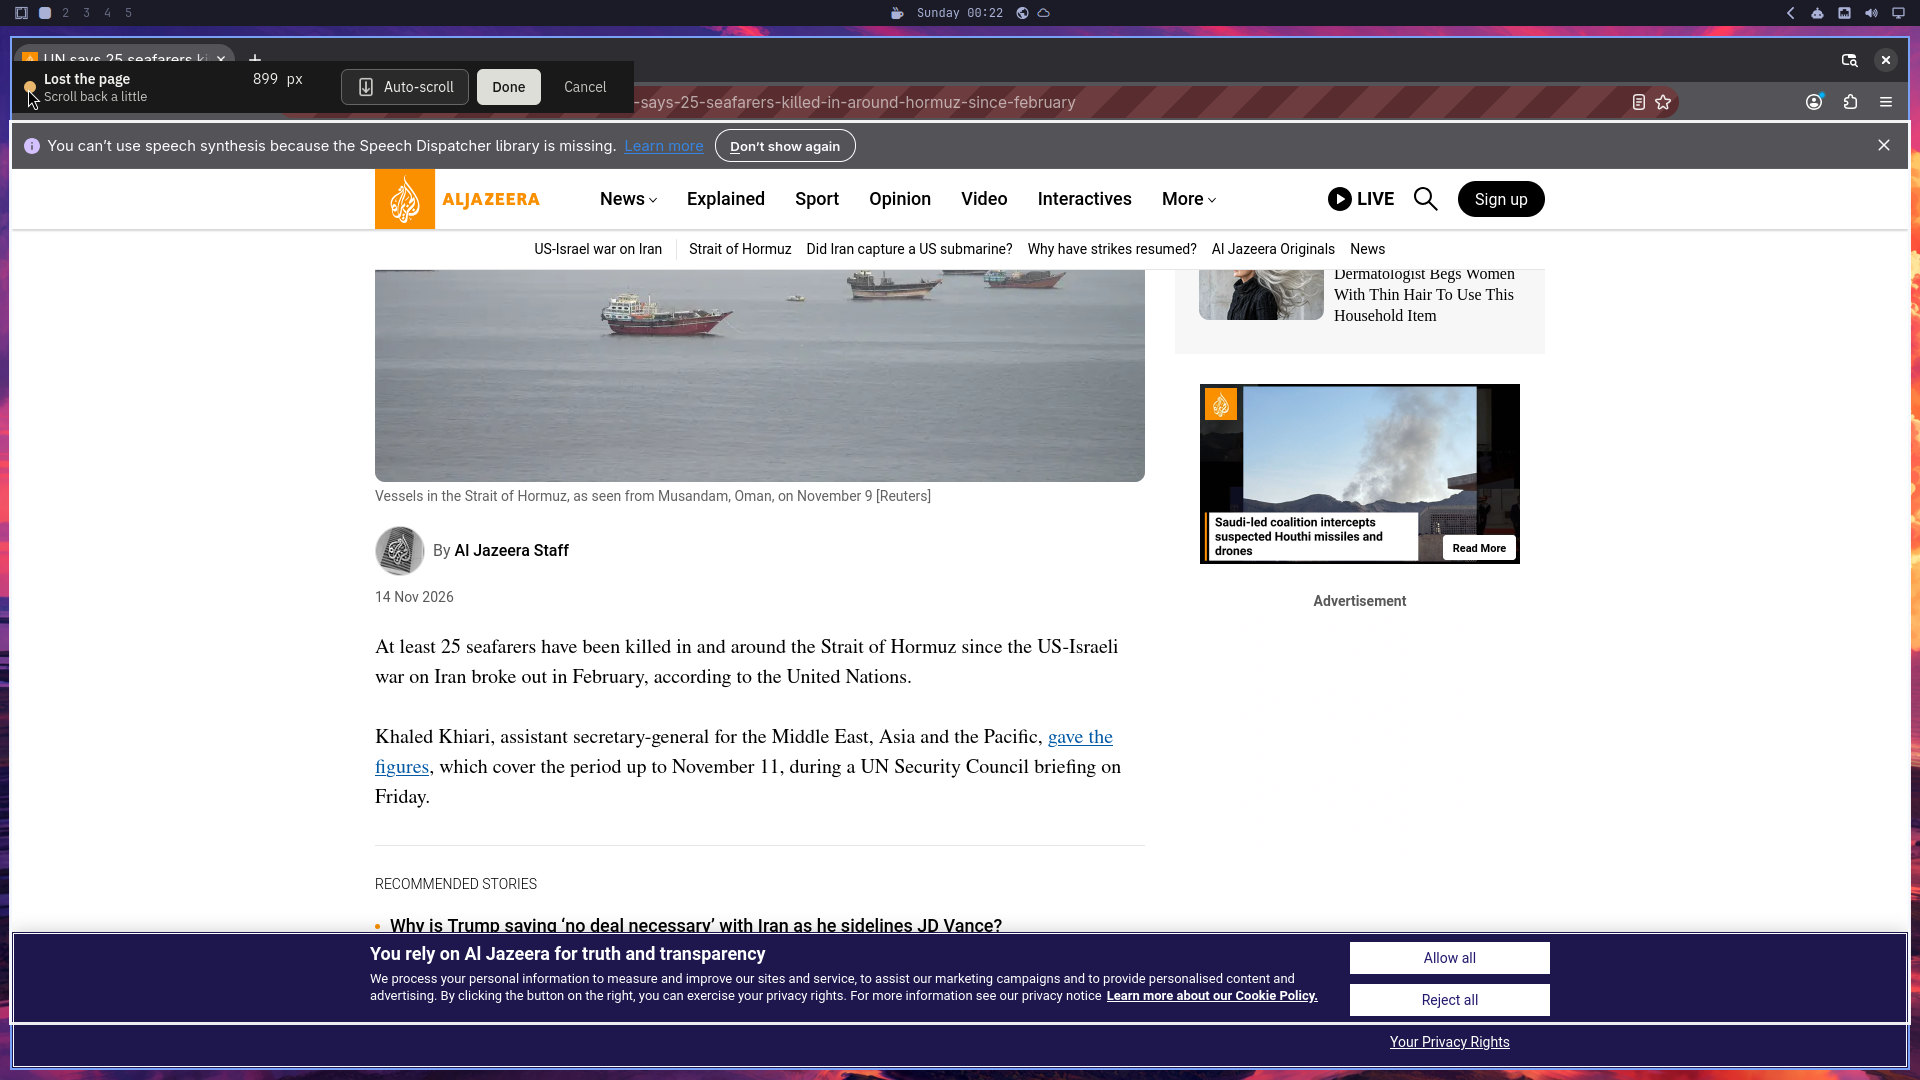 2 3 4 5
Sunday 00:22
UN says 25 seafarers ki
Lost the page
Scroll back a little
899 px
Auto-scroll
Done
Cancel
-says-25-seafarers-killed-in-around-hormuz-since-february
You can’t use speech synthesis because the Speech Dispatcher library is missing. Learn more
Don’t show again
ALJAZEERA
News
Explained
Sport
Opinion
Video
Interactives
More
LIVE
Sign up
US-Israel war on Iran
Strait of Hormuz
Did Iran capture a US submarine?
Why have strikes resumed?
Al Jazeera Originals
News
Dermatologist Begs Women
With Thin Hair To Use This
Household Item
Vessels in the Strait of Hormuz, as seen from Musandam, Oman, on November 9 [Reuters]
Saudi-led coalition intercepts
suspected Houthi missiles and
drones
Read More
By Al Jazeera Staff
14 Nov 2026
Advertisement
At least 25 seafarers have been killed in and around the Strait of Hormuz since the US-Israeli
war on Iran broke out in February, according to the United Nations.
Khaled Khiari, assistant secretary-general for the Middle East, Asia and the Pacific, gave the
figures, which cover the period up to November 11, during a UN Security Council briefing on
Friday.
RECOMMENDED STORIES
Why is Trump saying ‘no deal necessary’ with Iran as he sidelines JD Vance?
You rely on Al Jazeera for truth and transparency
We process your personal information to measure and improve our sites and service, to assist our marketing campaigns and to provide personalised content and
advertising. By clicking the button on the right, you can exercise your privacy rights. For more information see our privacy notice Learn more about our Cookie Policy.
Allow all
Reject all
Your Privacy Rights